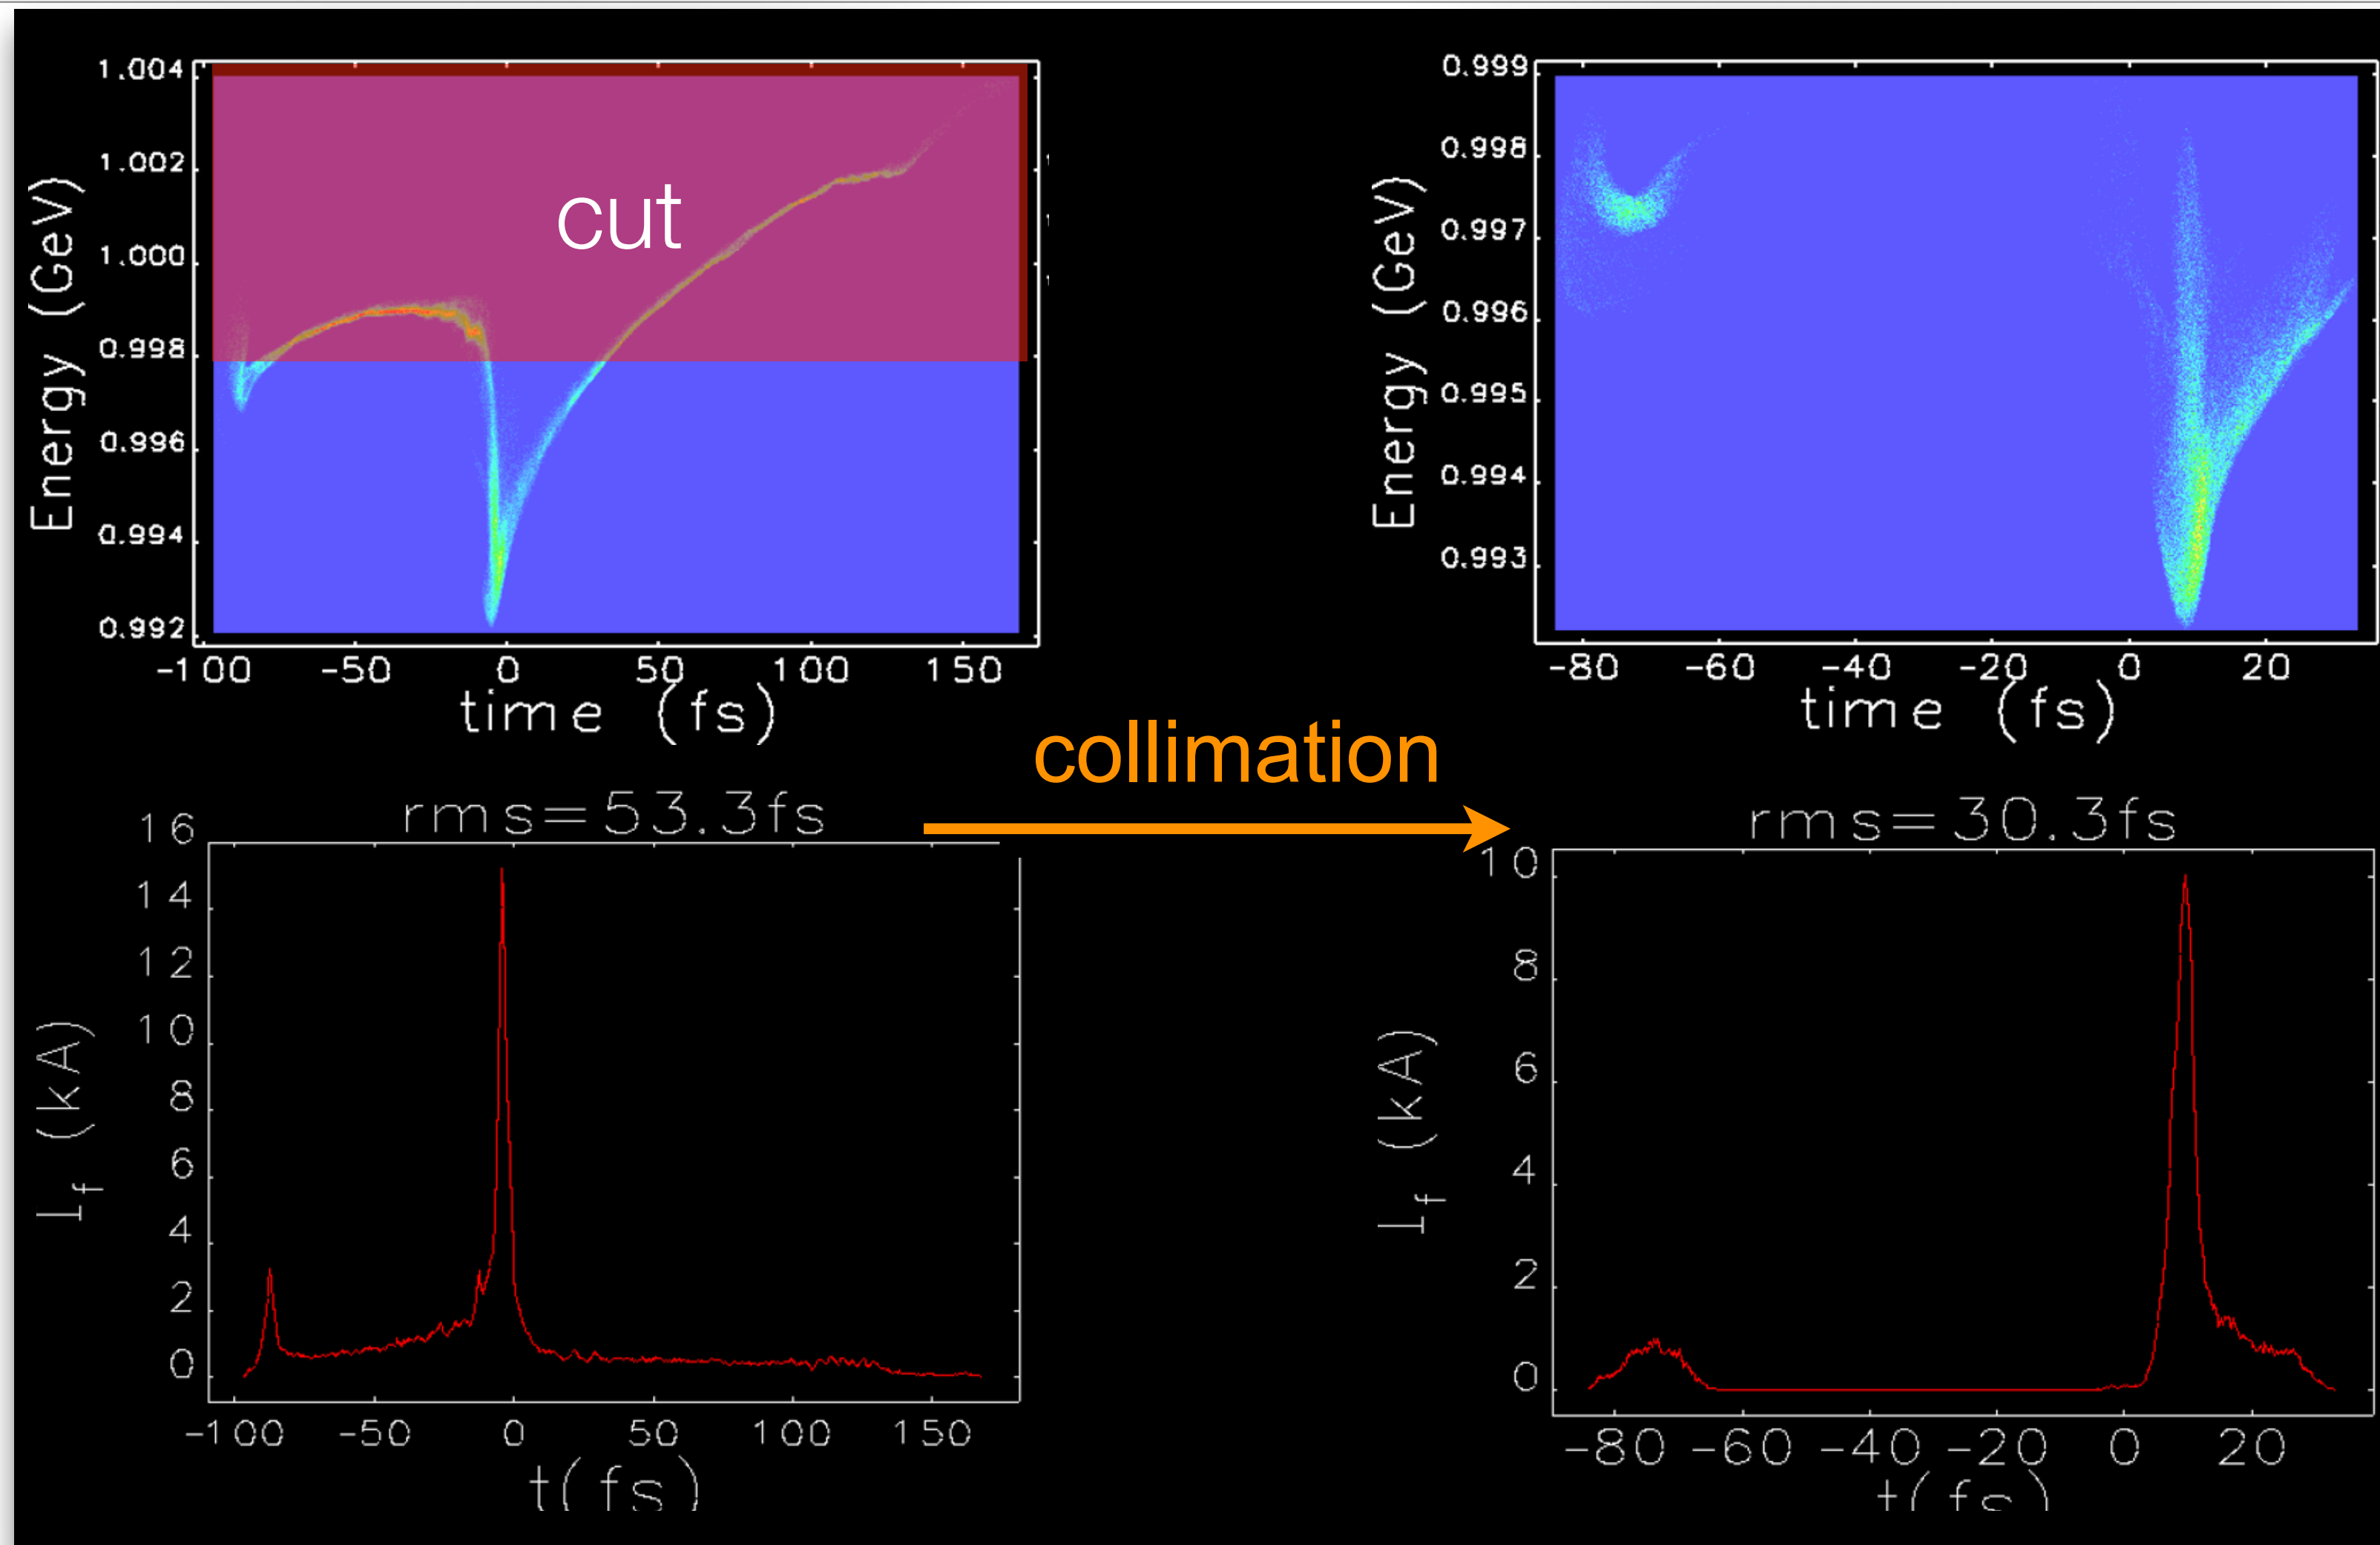 1.004
1.002
1.000
0.998
0.996
0.994
0.992
Energy (GeV)
cut
-100 -50 0 50 100 150
time (fs)
0.999
0.998
0.997
0.996
0.995
0.994
0.993
Energy (GeV)
-80 -60 -40 -20 0 20
time (fs)
collimation
rms=53.3fs
16
14
12
10
8
6
4
2
0
I_f (kA)
-100 -50 0 50 100 150
t(fs)
rms=30.3fs
10
8
6
4
2
0
I_f (kA)
-80 -60 -40 -20 0 20
t(fs)